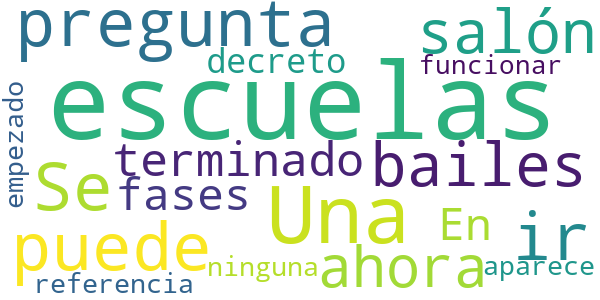 pregunta salón
decreto funcionar
escuelas
empezado terminado bailes
Se fases Una
puede En ir
ahora
ninguna aparece
referencia